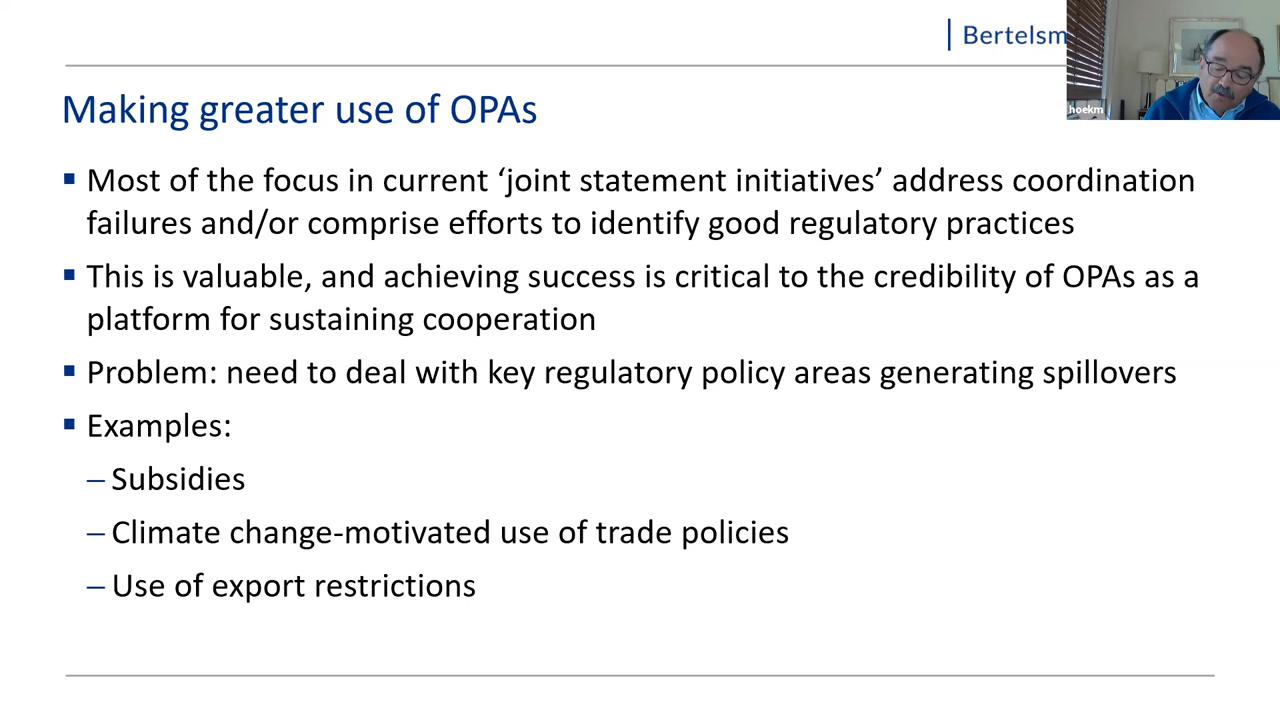 | Bertelsm
hoekm
Making greater use of OPAs
▪ Most of the focus in current ‘joint statement initiatives’ address coordination
failures and/or comprise efforts to identify good regulatory practices
▪ This is valuable, and achieving success is critical to the credibility of OPAs as a
platform for sustaining cooperation
▪ Problem: need to deal with key regulatory policy areas generating spillovers
▪ Examples:
– Subsidies
– Climate change-motivated use of trade policies
– Use of export restrictions